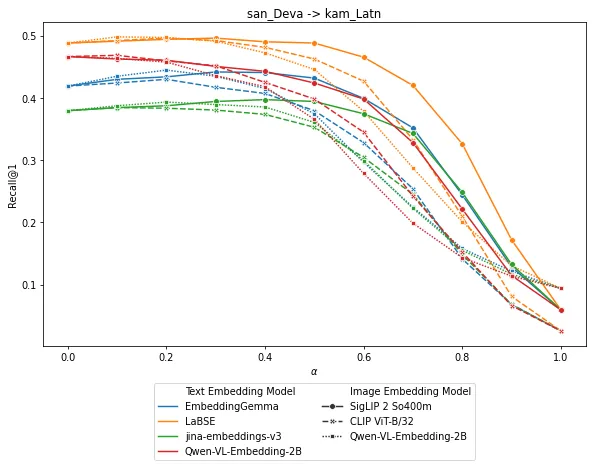 san_Deva -> kam_Latn
Recall@1
0.5
0.4
0.3
0.2
0.1
0.0 0.2 0.4 0.6 0.8 1.0
α
Text Embedding Model
EmbeddingGemma
LaBSE
jina-embeddings-v3
Qwen-VL-Embedding-2B
Image Embedding Model
SigLIP 2 So400m
CLIP ViT-B/32
Qwen-VL-Embedding-2B